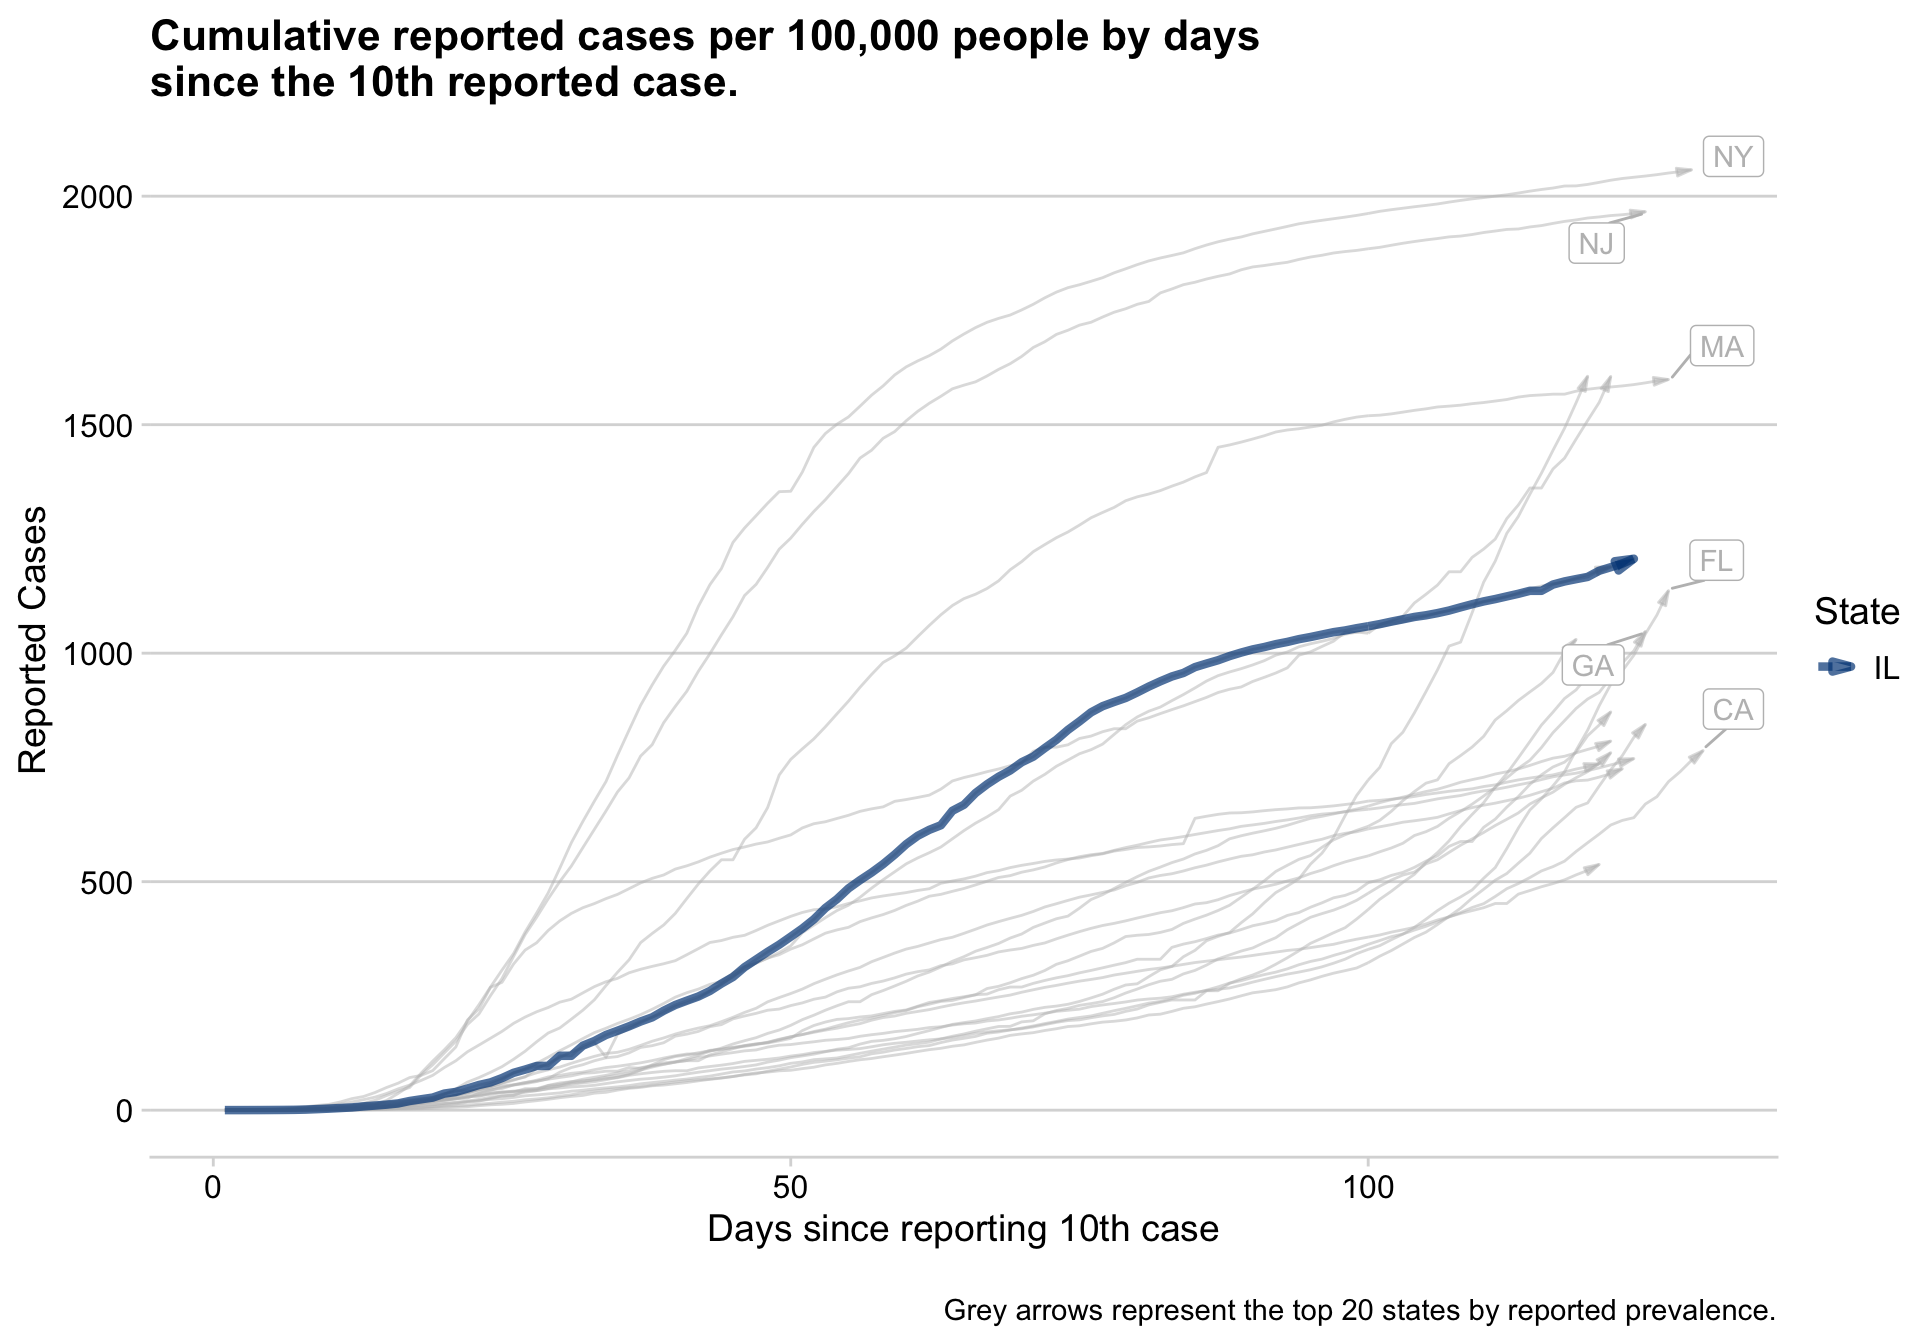 Cumulative reported cases per 100,000 people by days
since the 10th reported case.
NY
2000
NJ
MA
1500
Reported Cases
FL
State
1000
GA
IL
CA
500
0
0
50
100
Days since reporting 10th case
Grey arrows represent the top 20 states by reported prevalence.